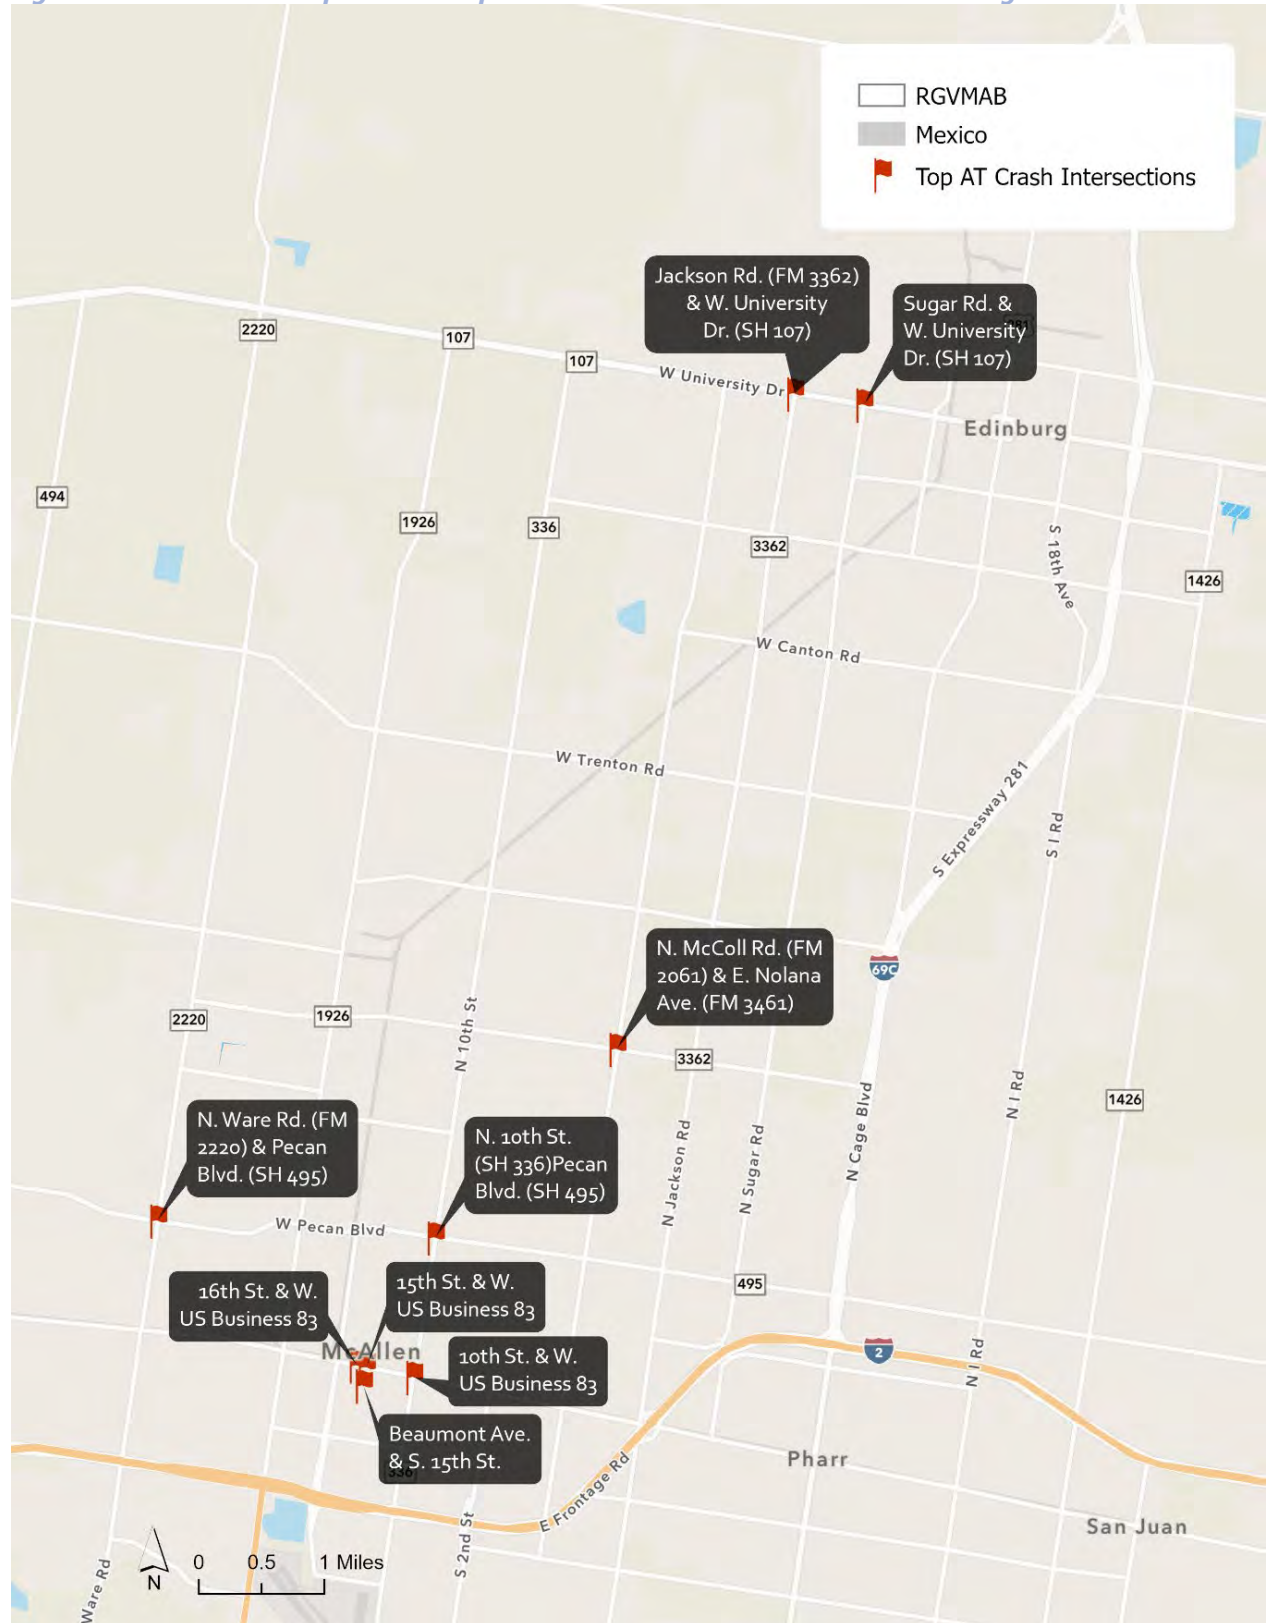 RGVMAB
Mexico
Top AT Crash Intersections
Jackson Rd. (FM 3362)
& W. University
Dr. (SH 107)
Sugar Rd. &
W. University
Dr. (SH 107)
281
2220
107
107
W University Dr
Edinburg
494
1926
336
3362
S 18th Ave
1426
W Canton Rd
W Trenton Rd
S Expressway 281
S I Rd
N. McColl Rd. (FM
2061) & E. Nolana
Ave. (FM 3461)
69C
2220
1926
N 10th St
3362
N I Rd
1426
N Cage Blvd
N Jackson Rd
N Sugar Rd
N. Ware Rd. (FM
2220) & Pecan
Blvd. (SH 495)
N. 10th St.
(SH 336)Pecan
Blvd. (SH 495)
W Pecan Blvd
495
16th St. & W.
US Business 83
15th St. & W.
US Business 83
McAllen
10th St. & W.
US Business 83
2
N I Rd
Beaumont Ave.
& S. 15th St.
336
Pharr
E Frontage Rd
San Juan
S 2nd St
Ware Rd
N
0 0.5 1 Miles